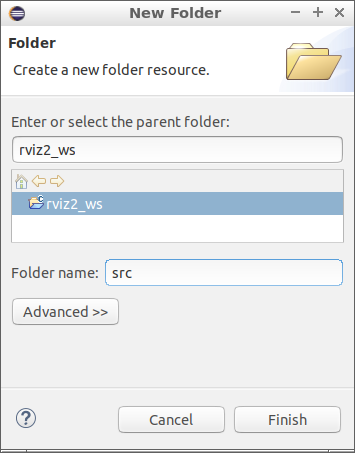 New Folder
Folder
Create a new folder resource.
Enter or select the parent folder:
rviz2_ws
rviz2_ws
Folder name: src
Advanced >>
Cancel Finish